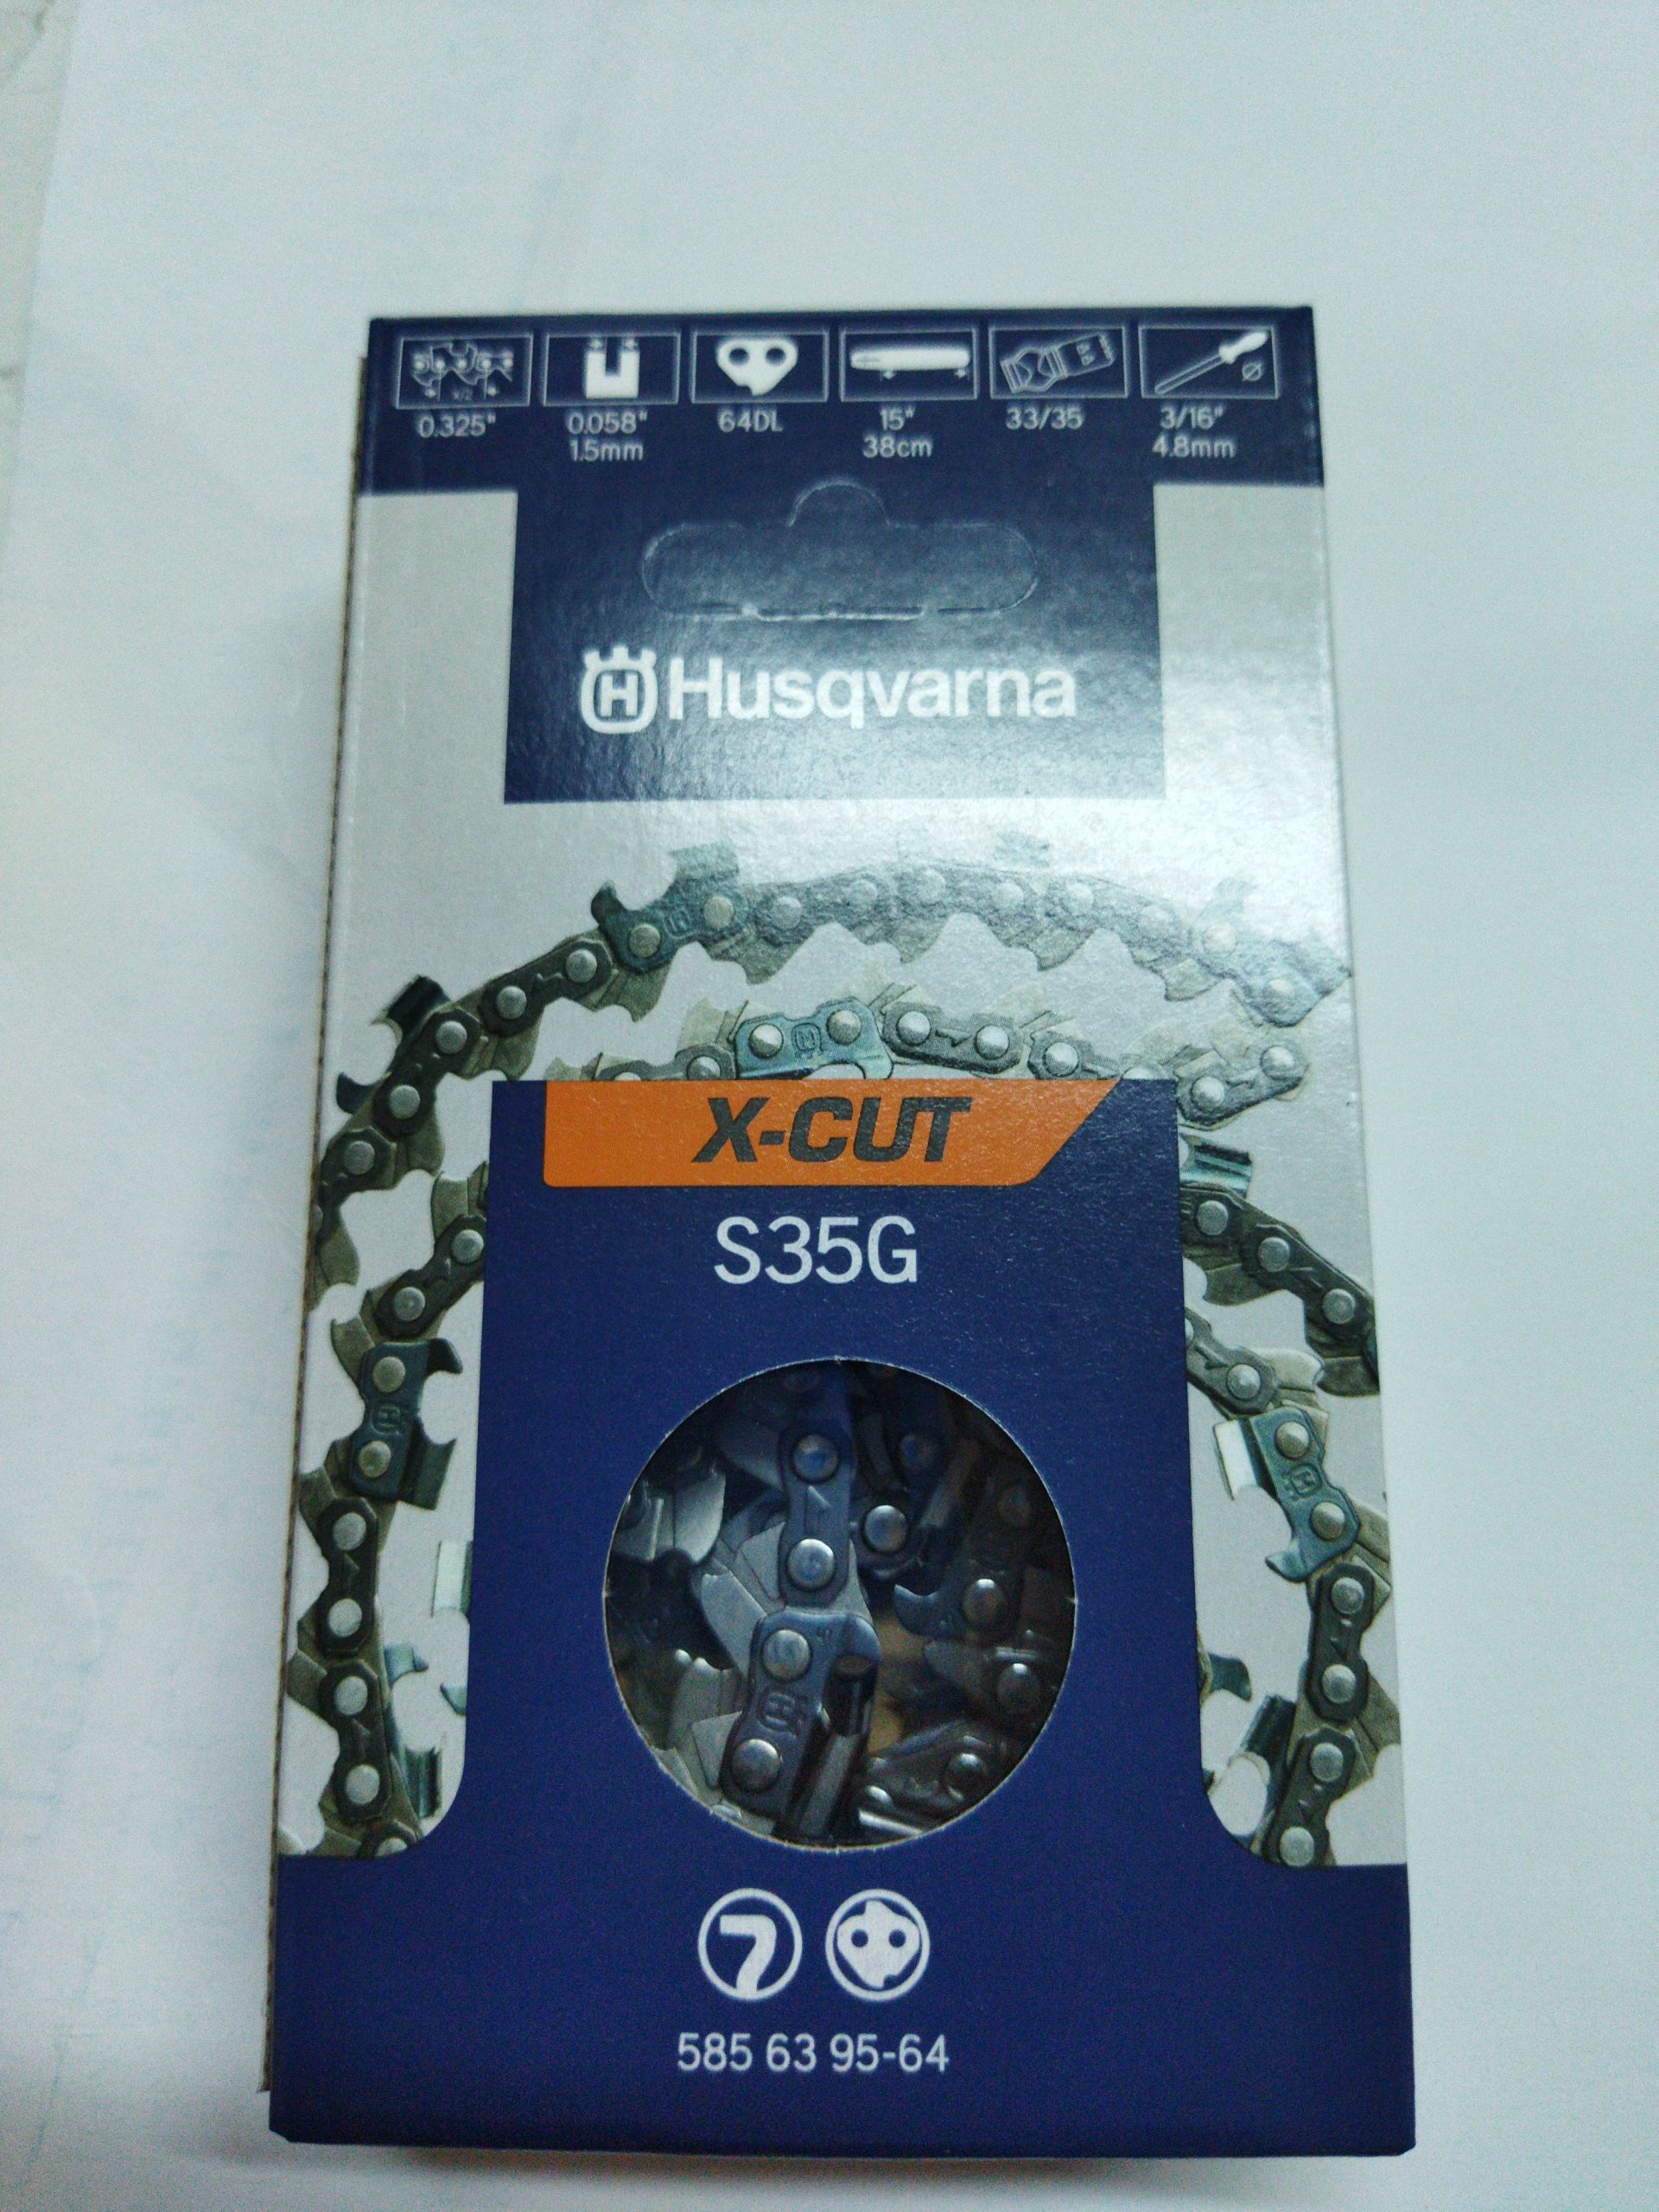 0.325" 0.058" 64DL 15" 33/35 3/16"
1.5mm 38cm 4.8mm
Husqvarna
X-CUT
S35G
585 63 95-64